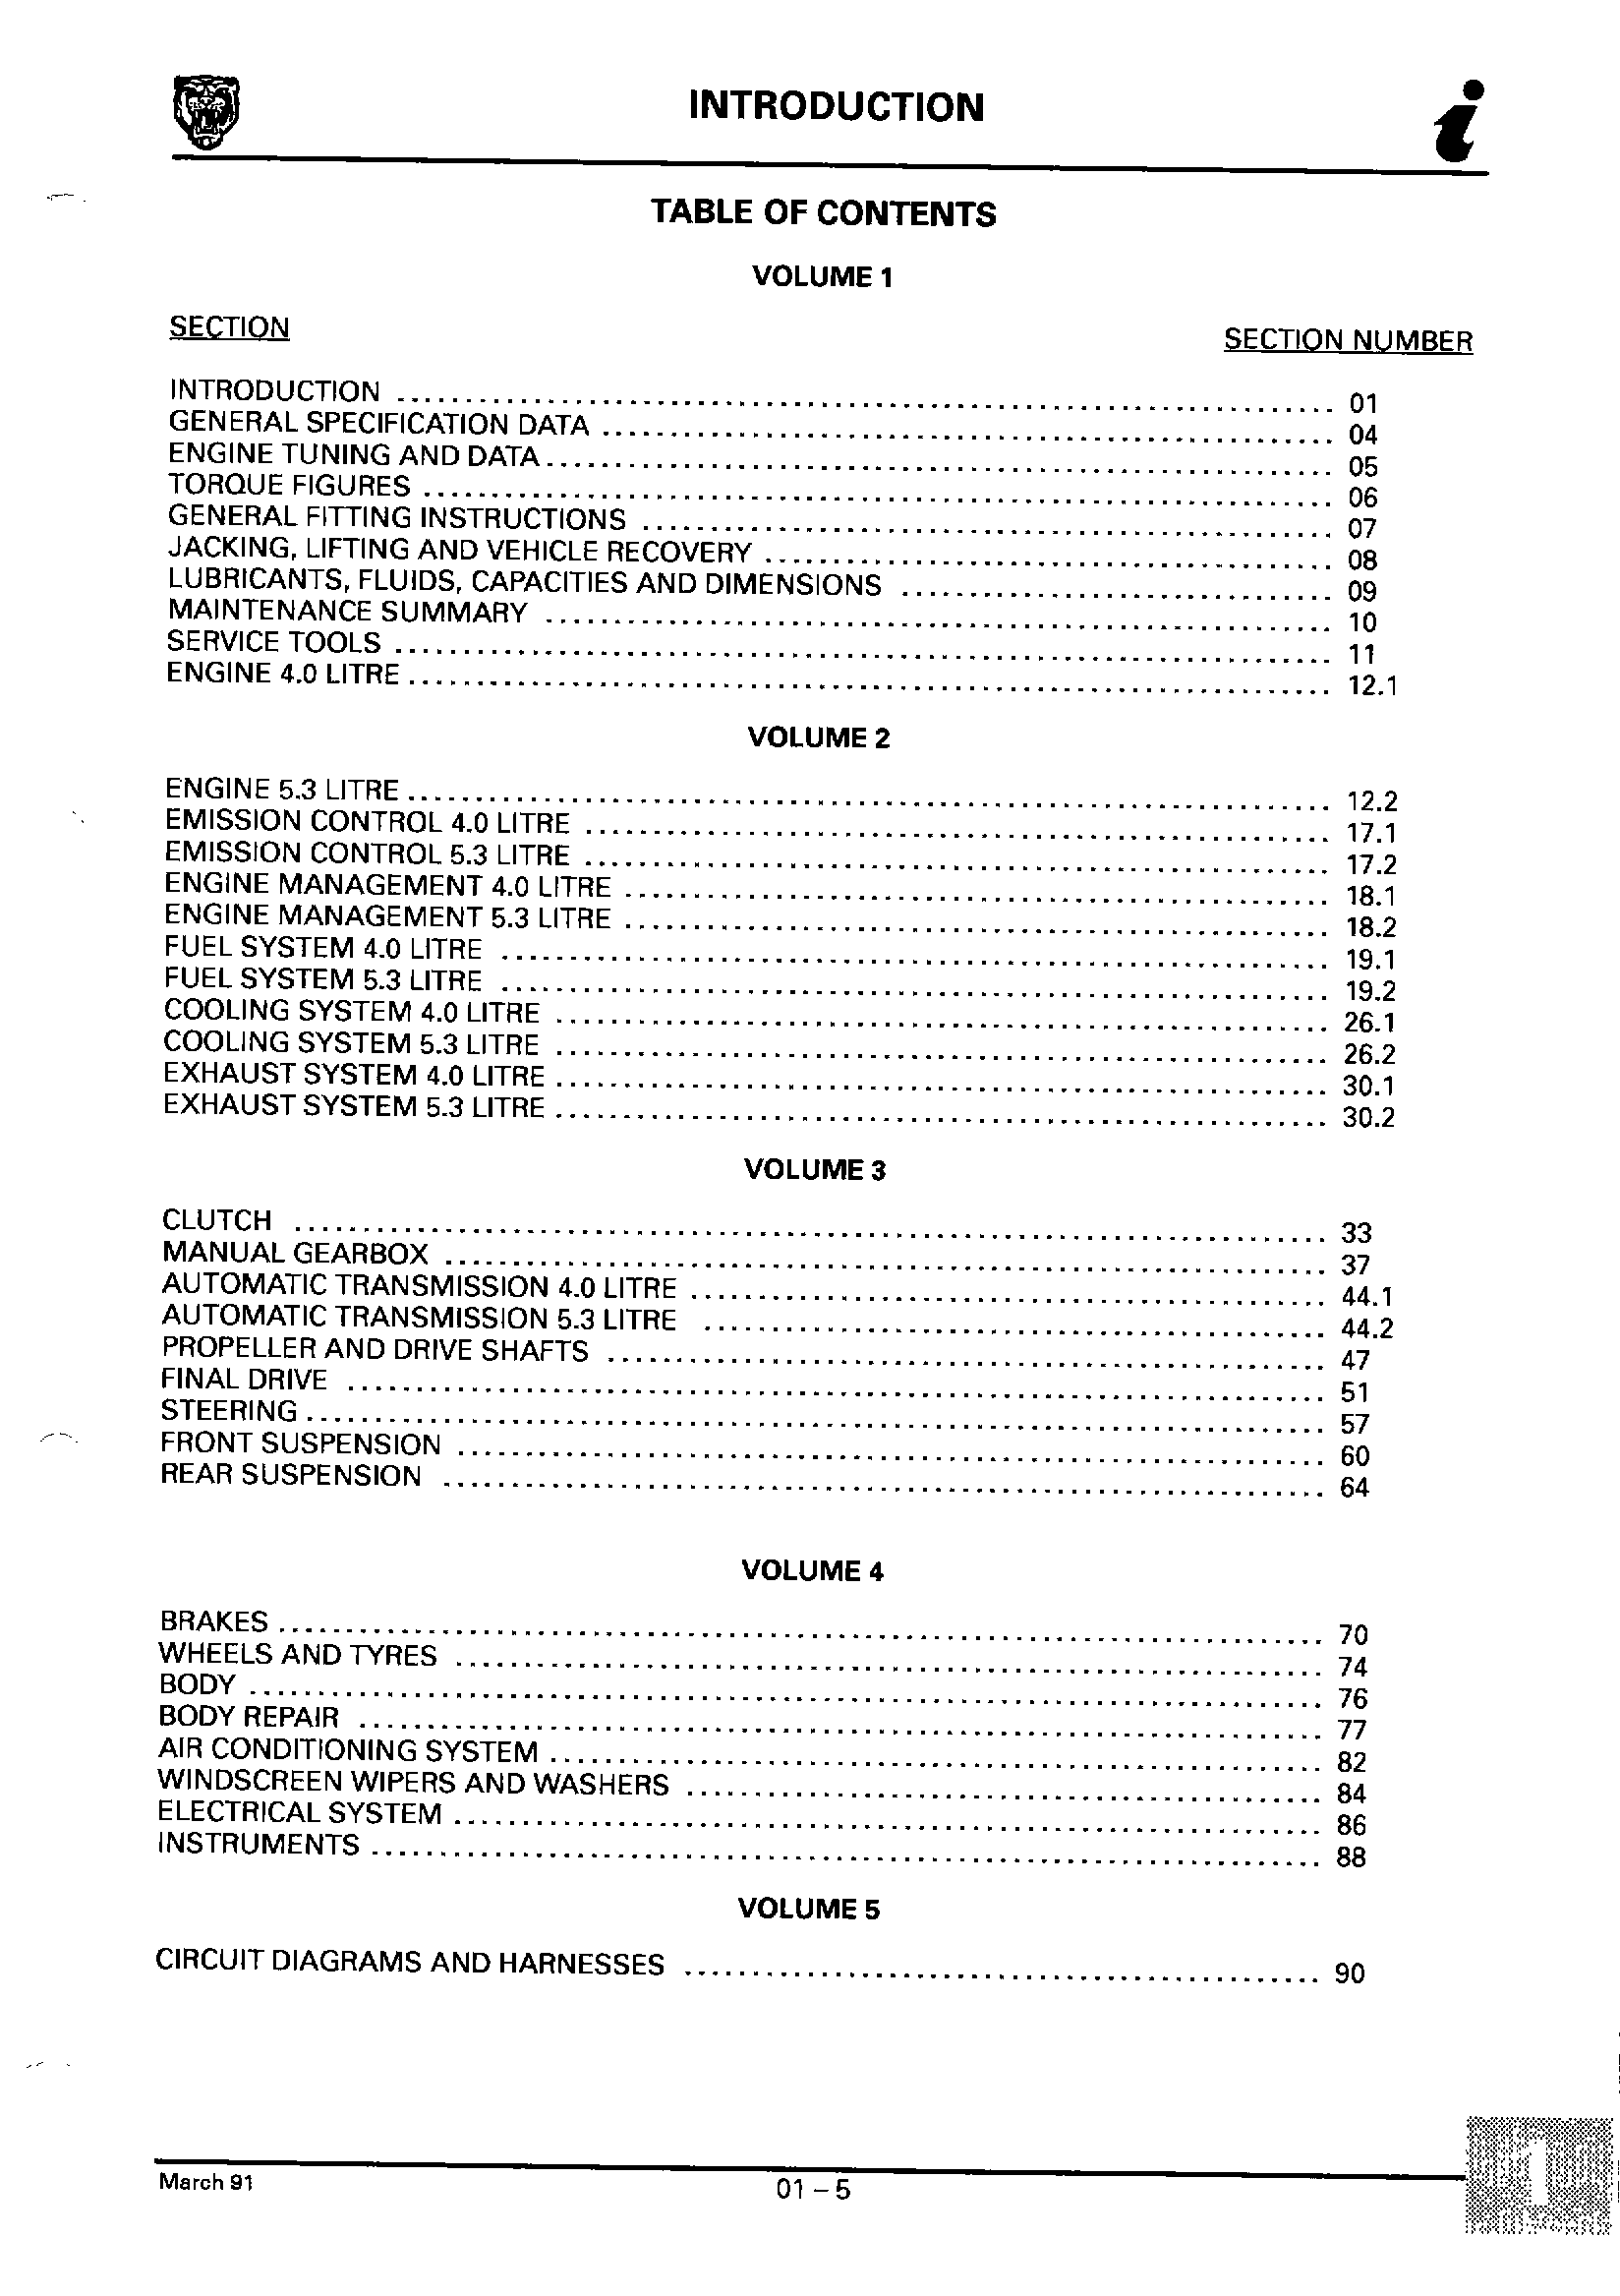 INTRODUCTION
TABLE OF CONTENTS
VOLUME 1
SECTION SECTION NUMBER
INTRODUCTION 01
GENERAL SPECIFICATION DATA 04
ENGINE TUNING AND DATA 05
TORQUE FIGURES 06
GENERAL FITTING INSTRUCTIONS 07
JACKING, LIFTING AND VEHICLE RECOVERY 08
LUBRICANTS, FLUIDS, CAPACITIES AND DIMENSIONS 09
MAINTENANCE SUMMARY 10
SERVICE TOOLS 11
ENGINE 4.0 LITRE 12.1
VOLUME 2
ENGINE 5.3 LITRE 12.2
EMISSION CONTROL 4.0 LITRE 17.1
EMISSION CONTROL 5.3 LITRE 17.2
ENGINE MANAGEMENT 4.0 LITRE 18.1
ENGINE MANAGEMENT 5.3 LITRE 18.2
FUEL SYSTEM 4.0 LITRE 19.1
FUEL SYSTEM 5.3 LITRE 19.2
COOLING SYSTEM 4.0 LITRE 26.1
COOLING SYSTEM 5.3 LITRE 26.2
EXHAUST SYSTEM 4.0 LITRE 30.1
EXHAUST SYSTEM 5.3 LITRE 30.2
VOLUME 3
CLUTCH 33
MANUAL GEARBOX 37
AUTOMATIC TRANSMISSION 4.0 LITRE 44.1
AUTOMATIC TRANSMISSION 5.3 LITRE 44.2
PROPELLER AND DRIVE SHAFTS 47
FINAL DRIVE 51
STEERING 57
FRONT SUSPENSION 60
REAR SUSPENSION 64
VOLUME 4
BRAKES 70
WHEELS AND TYRES 74
BODY 76
BODY REPAIR 77
AIR CONDITIONING SYSTEM 82
WINDSCREEN WIPERS AND WASHERS 84
ELECTRICAL SYSTEM 86
INSTRUMENTS 88
VOLUME 5
CIRCUIT DIAGRAMS AND HARNESSES 90
March 91
01 – 5
1